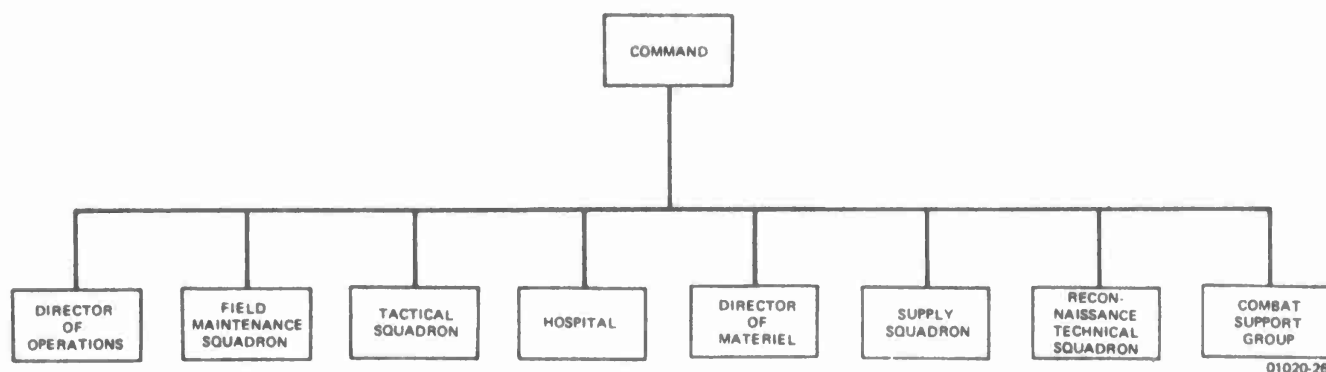 COMMAND
DIRECTOR
OF
OPERATIONS
FIELD
MAINTENANCE
SQUADRON
TACTICAL
SQUADRON
HOSPITAL
DIRECTOR
OF
MATERIEL
SUPPLY
SQUADRON
RECON-
NAISSANCE
TECHNICAL
SQUADRON
COMBAT
SUPPORT
GROUP
01020-26